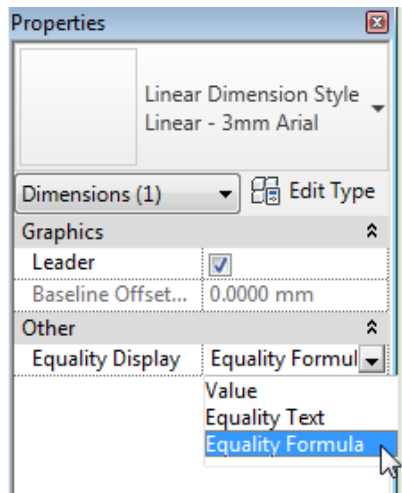 Properties
Linear Dimension Style
Linear - 3mm Arial
Dimensions (1)
Edit Type
Graphics
Leader
Baseline Offset... 0.0000 mm
Other
Equality Display Equality Formul
Value
Equality Text
Equality Formula